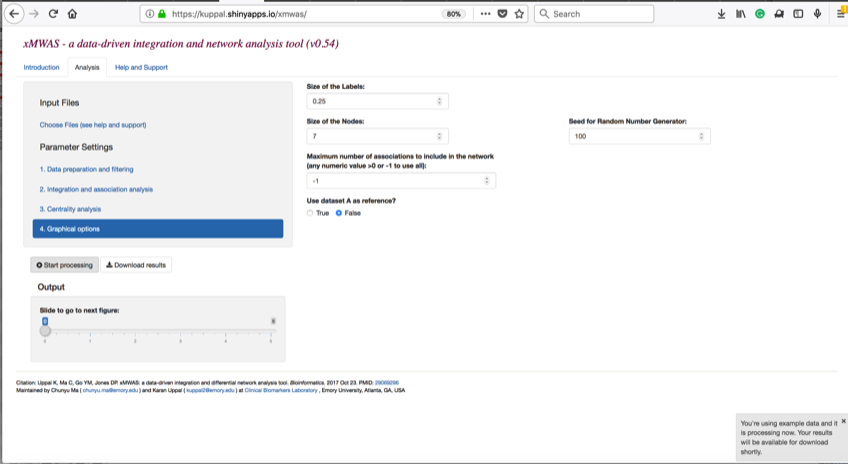 https://kuppal.shinyapps.io/xmwas/
80%
Search
xMWAS - a data-driven integration and network analysis tool (v0.54)
Introduction
Analysis
Help and Support
Input Files
Choose Files (see help and support)
Parameter Settings
1. Data preparation and filtering
2. Integration and association analysis
3. Centrality analysis
4. Graphical options
Size of the Labels:
0.25
Size of the Nodes:
7
Seed for Random Number Generator:
100
Maximum number of associations to include in the network
(any numeric value >0 or -1 to use all):
-1
Use dataset A as reference?
True False
Start processing
Download results
Output
Slide to go to next figure:
0
Citation: Uppal K, Ma C, Go YM, Jones DP. xMWAS: a data-driven integration and differential network analysis tool. Bioinformatics. 2017 Oct 23. PMID: 29069296
Maintained by Chunyu Ma ( chunyu.ma@emory.edu ) and Karan Uppal ( kuppal2@emory.edu ) at Clinical Biomarkers Laboratory , Emory University, Atlanta, GA, USA
You're using example data and it
is processing now. Your results
will be available for download
shortly.